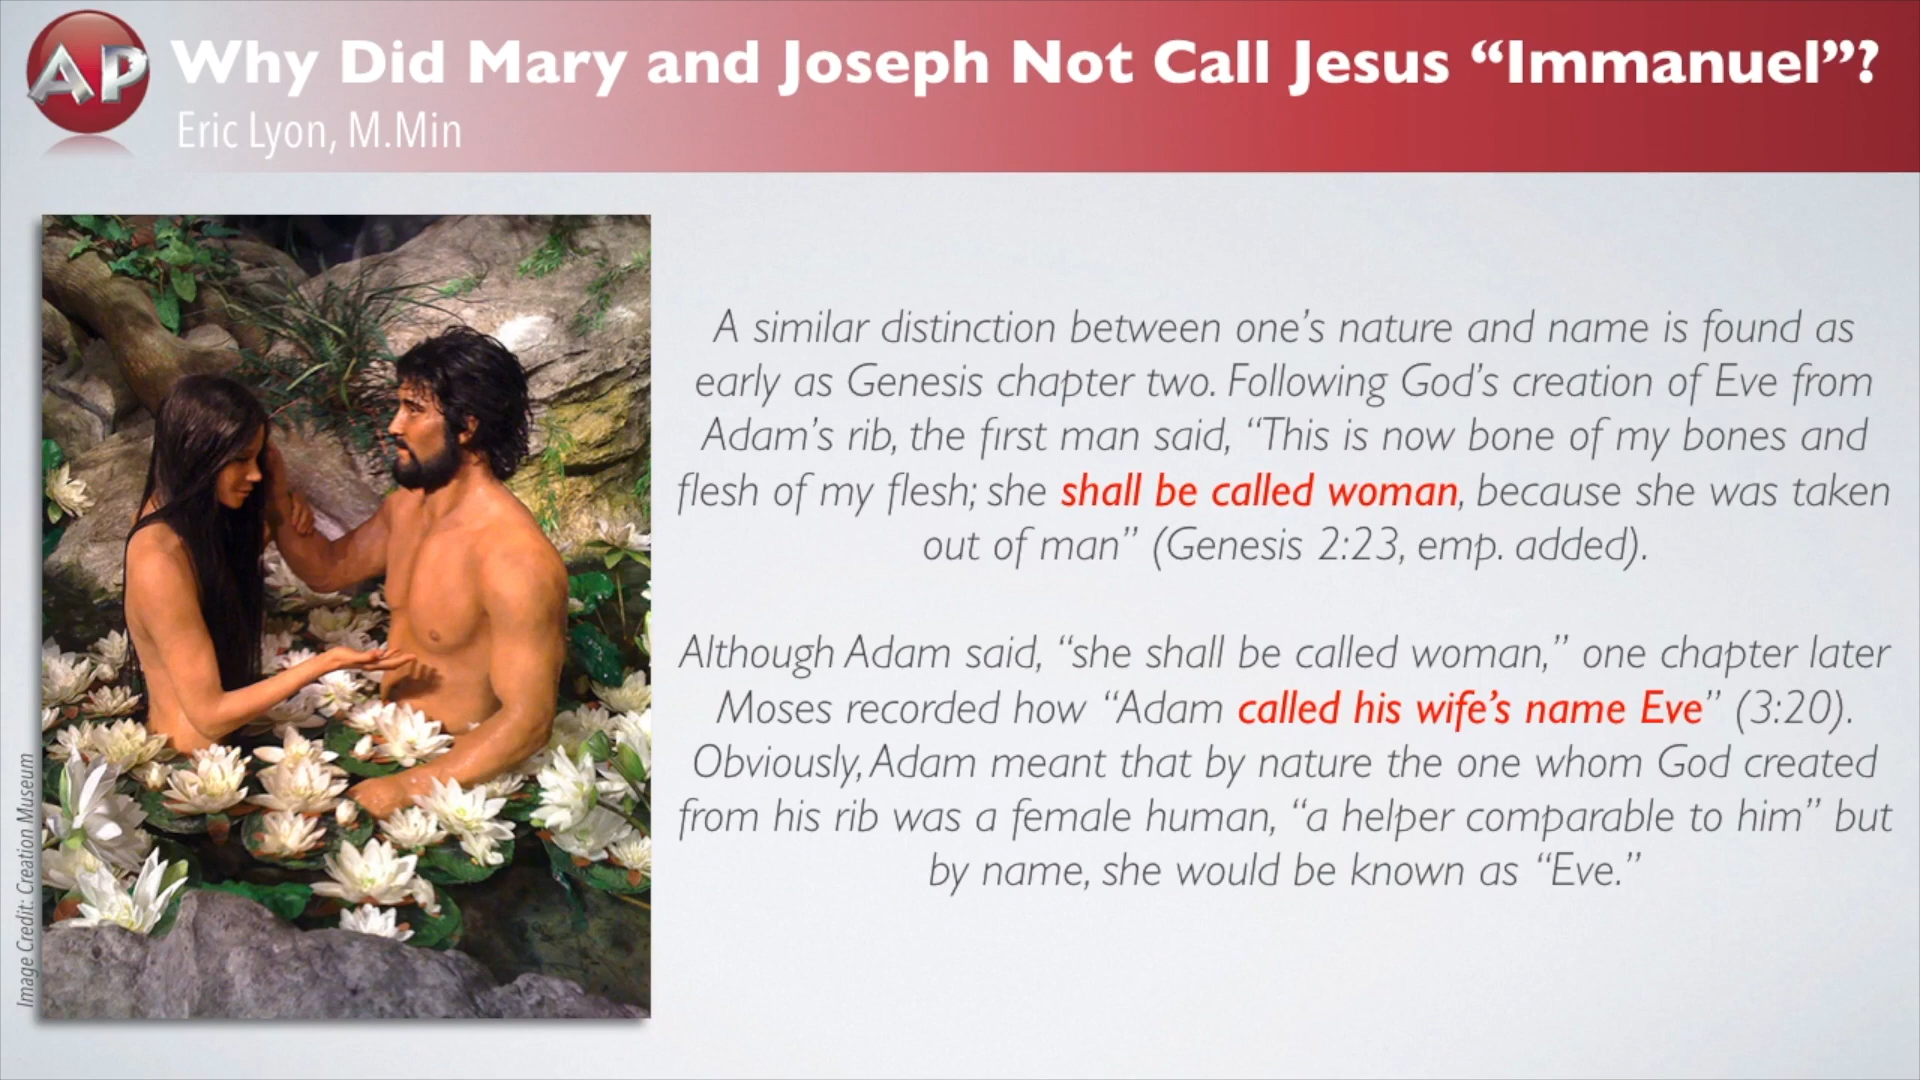 AP
Why Did Mary and Joseph Not Call Jesus “Immanuel”?
Eric Lyon, M.Min
A similar distinction between one’s nature and name is found as
early as Genesis chapter two. Following God’s creation of Eve from
Adam’s rib, the first man said, “This is now bone of my bones and
flesh of my flesh; she shall be called woman, because she was taken
out of man” (Genesis 2:23, emp. added).
Although Adam said, “she shall be called woman,” one chapter later
Moses recorded how “Adam called his wife’s name Eve” (3:20).
Obviously, Adam meant that by nature the one whom God created
from his rib was a female human, “a helper comparable to him” but
by name, she would be known as “Eve.”
Image Credit: Creation Museum